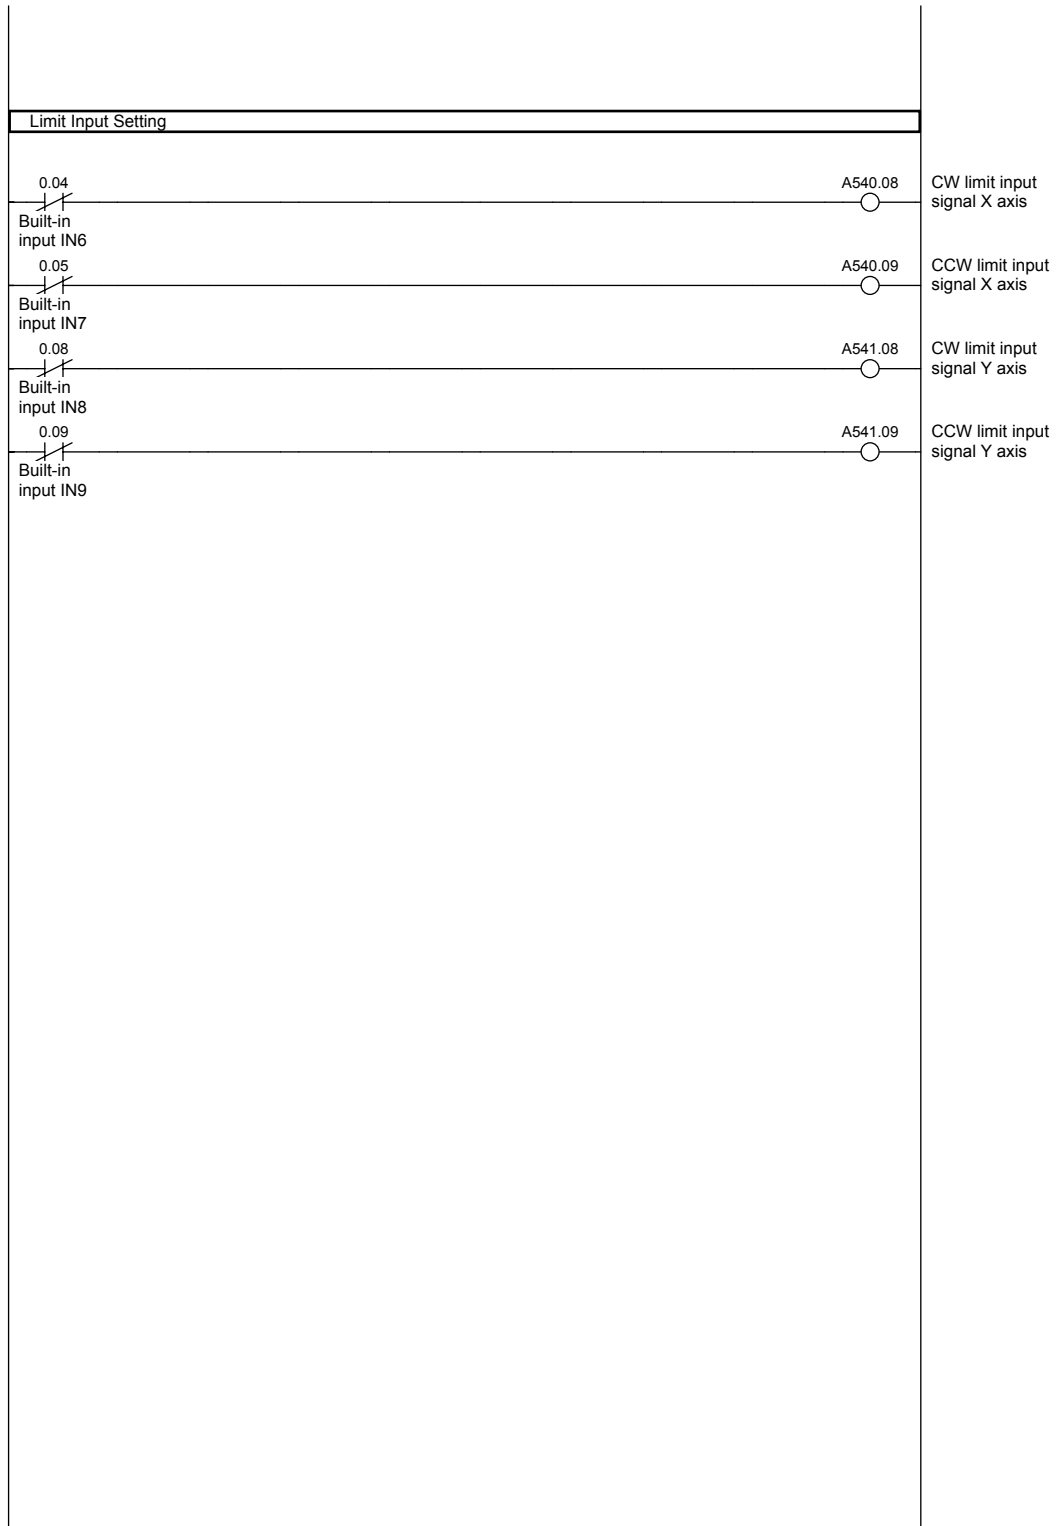 Limit Input Setting
0.04
A540.08
CW limit input
signal X axis
Built-in
input IN6
0.05
A540.09
CCW limit input
signal X axis
Built-in
input IN7
0.08
A541.08
CW limit input
signal Y axis
Built-in
input IN8
0.09
A541.09
CCW limit input
signal Y axis
Built-in
input IN9